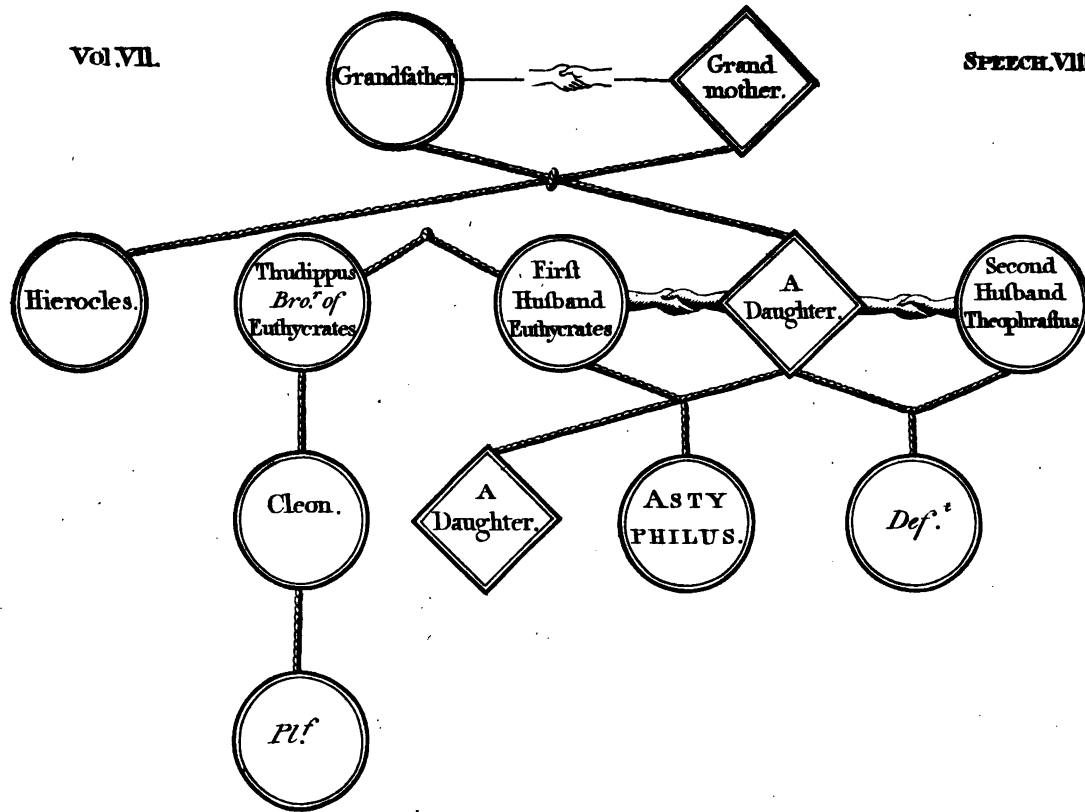 Vol.VII.
SPEECH.VII
Grandfather
Grand
mother.
Hierocles.
Thudippus
Bro.r of
Euthycrates
Firſt
Huſband
Euthycrates
A
Daughter.
Second
Huſband
Theophraſtus
Cleon.
A
Daughter.
ASTY
PHILUS.
Def.t
Pl.f